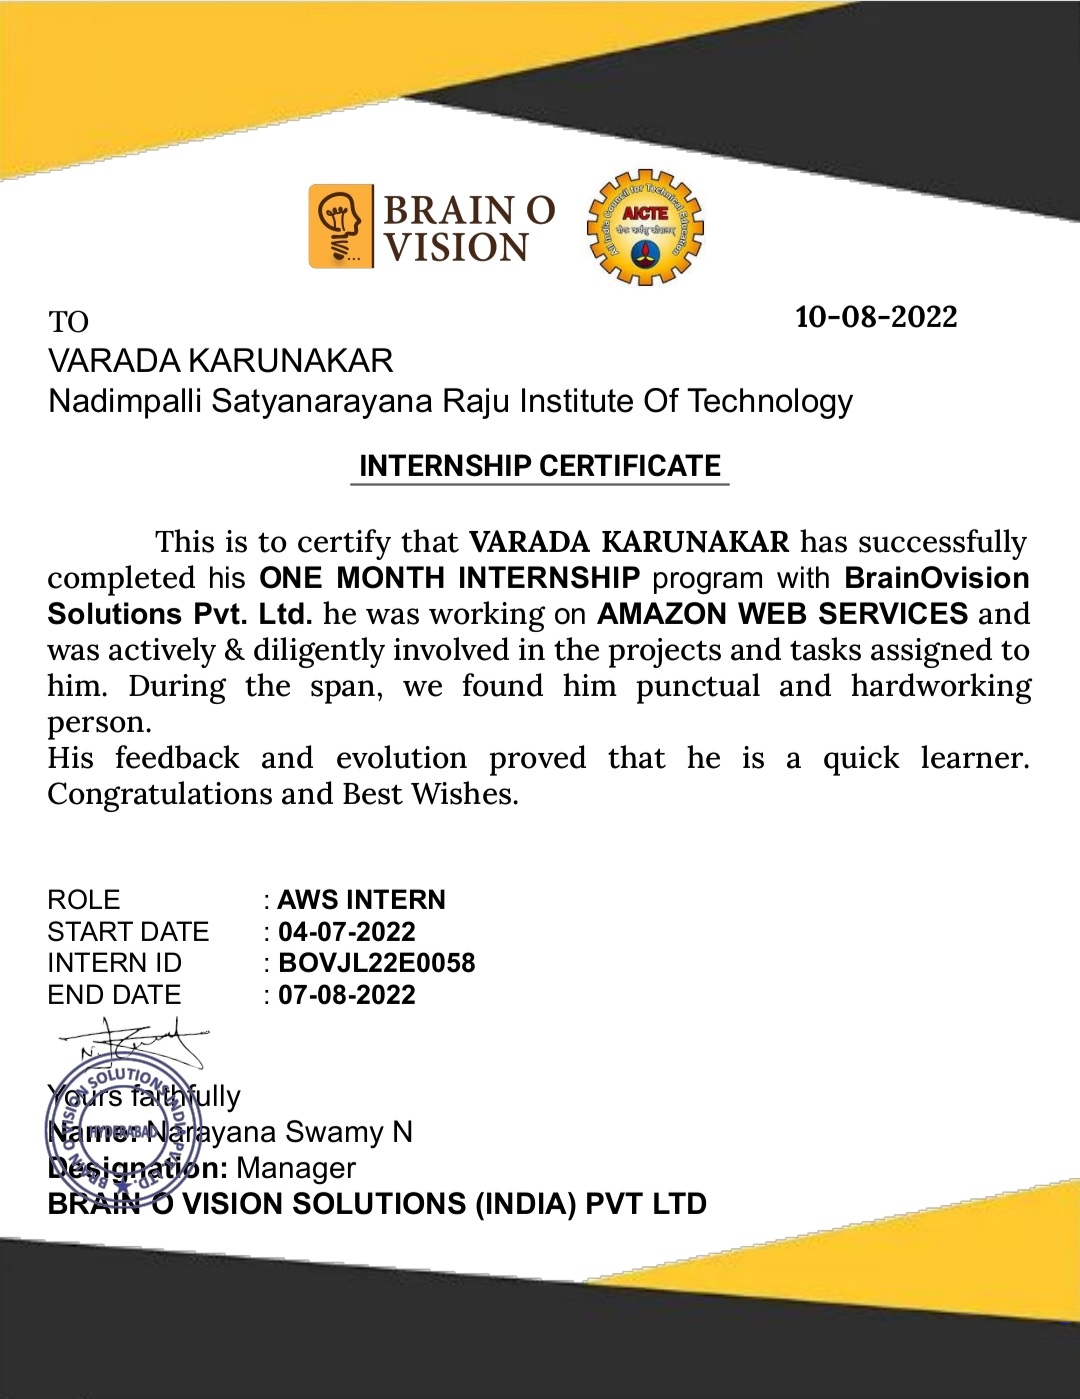 BRAIN O
VISION
All India Council for Technical Education
AICTE
TO
10-08-2022
VARADA KARUNAKAR
Nadimpalli Satyanarayana Raju Institute Of Technology
INTERNSHIP CERTIFICATE
This is to certify that VARADA KARUNAKAR has successfully
completed his ONE MONTH INTERNSHIP program with BrainOvision
Solutions Pvt. Ltd. he was working on AMAZON WEB SERVICES and
was actively & diligently involved in the projects and tasks assigned to
him. During the span, we found him punctual and hardworking
person.
His feedback and evolution proved that he is a quick learner.
Congratulations and Best Wishes.
ROLE : AWS INTERN
START DATE : 04-07-2022
INTERN ID : BOVJL22E0058
END DATE : 07-08-2022
Yours faithfully
Name: Narayana Swamy N
Designation: Manager
BRAIN O VISION SOLUTIONS (INDIA) PVT LTD
BRAIN O VISION SOLUTIONS INDIA PVT. LTD.
HYDERABAD